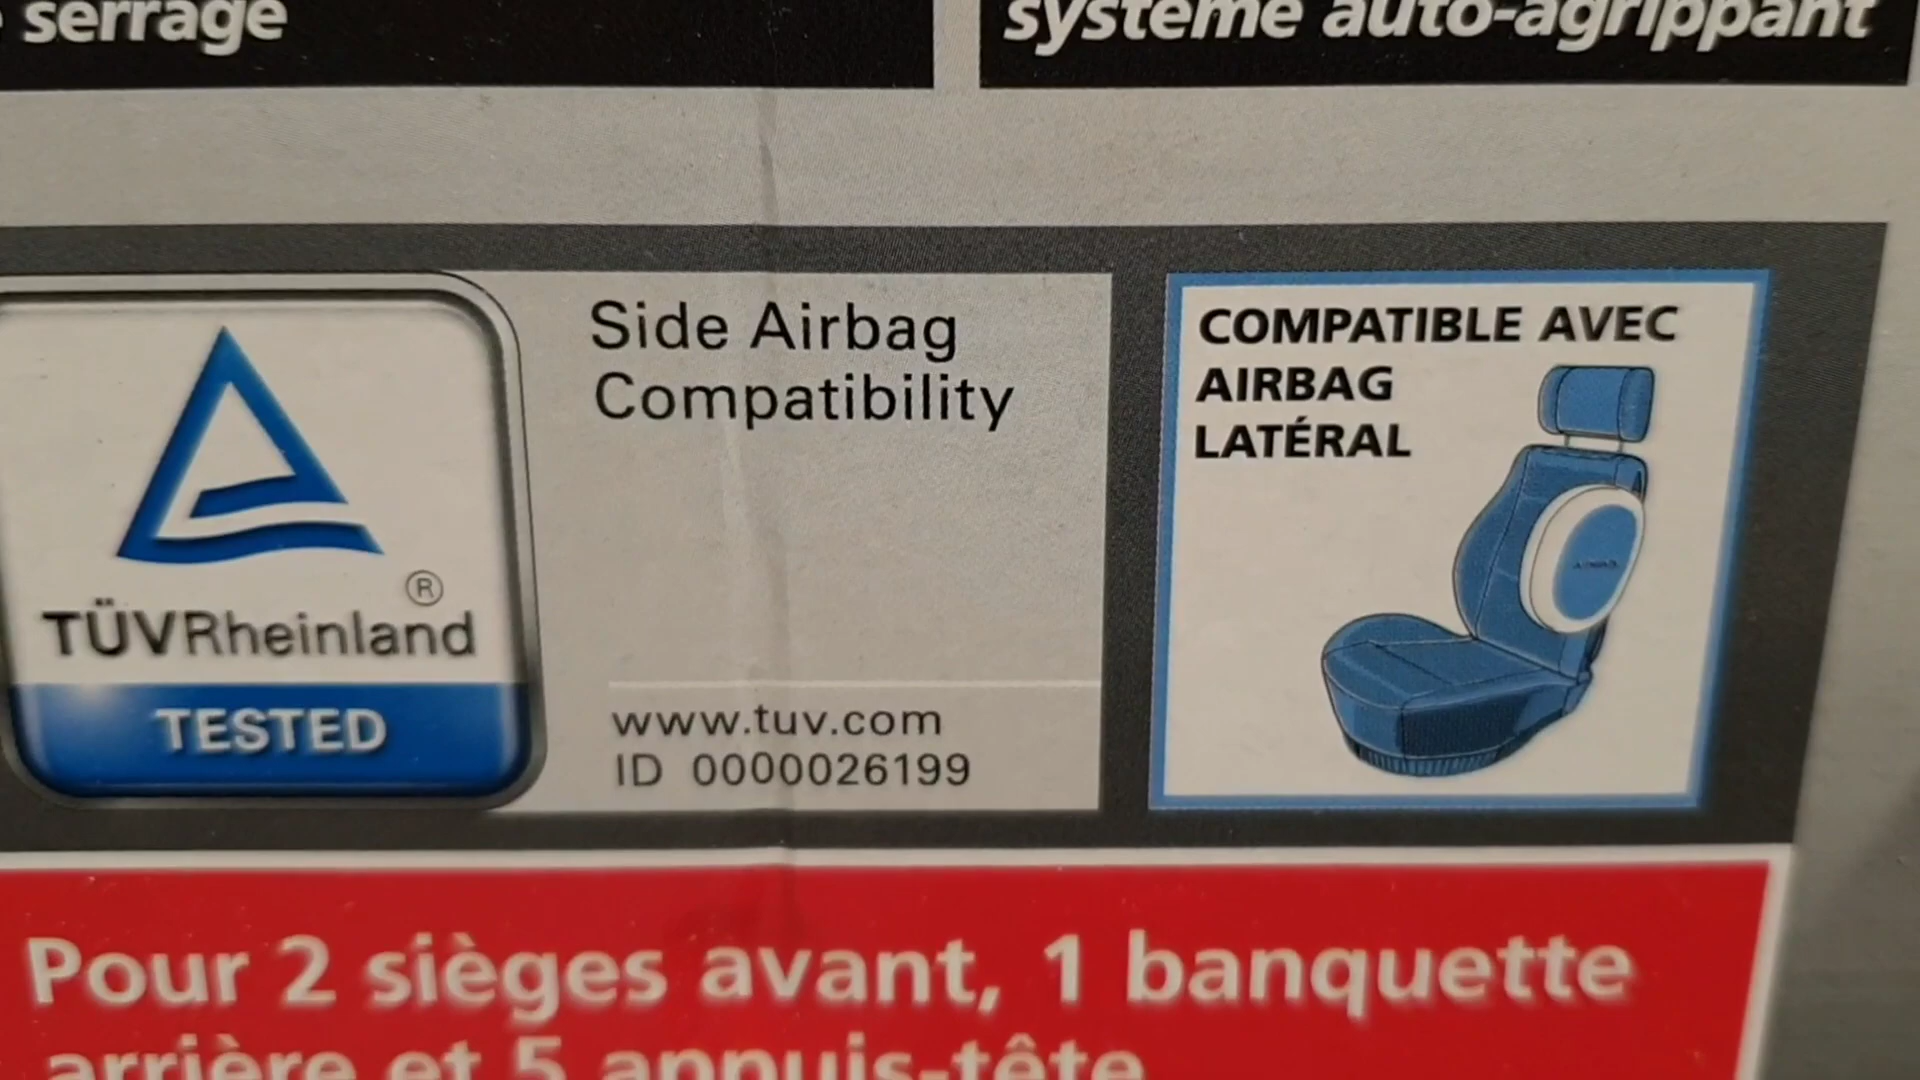 serrage
système auto-agrippant
Side Airbag
Compatibility
®
TÜVRheinland
TESTED
www.tuv.com
ID 0000026199
COMPATIBLE AVEC
AIRBAG
LATÉRAL
Pour 2 sièges avant, 1 banquette
arrière et 5 appuis-tête